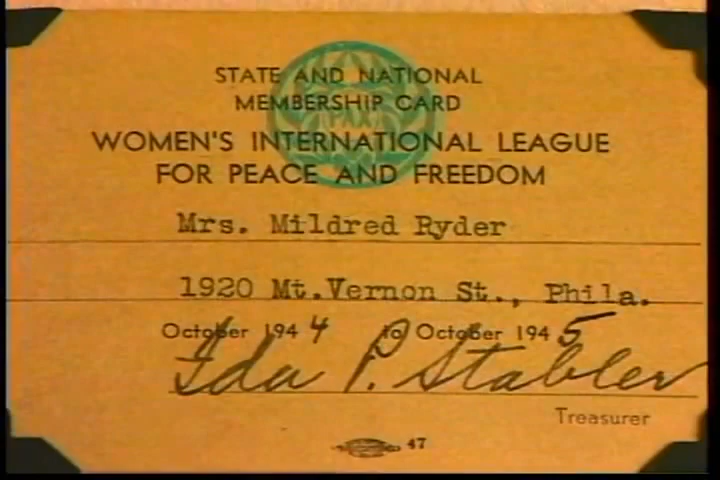 STATE AND NATIONAL
MEMBERSHIP CARD
PAX
WOMEN'S INTERNATIONAL LEAGUE
FOR PEACE AND FREEDOM
Mrs. Mildred Ryder
1920 Mt.Vernon St., Phila.
October 1944 to October 1945
Ida P. Stabler
Treasurer
47